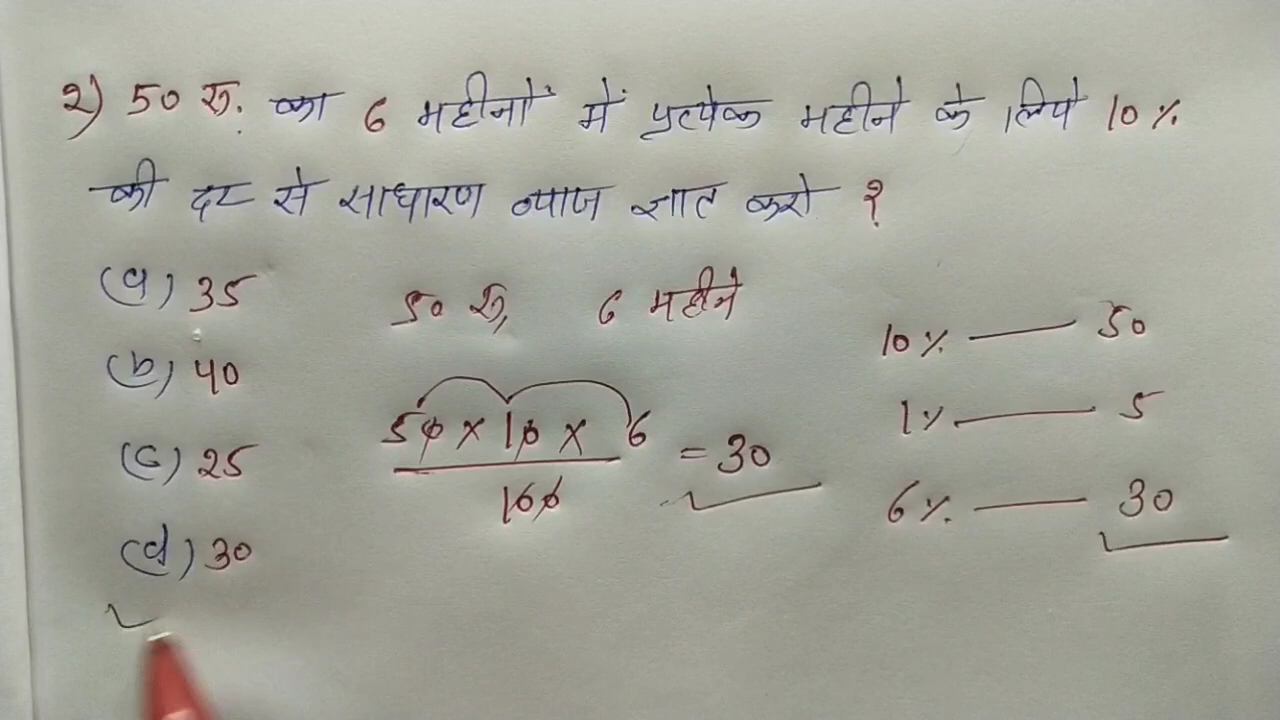 2) 50 रु. का 6 महीनों में प्रत्येक महीने के लिये 10%
की दर से साधारण ब्याज ज्ञात करो ?
(a) 35
(b) 40
(c) 25
(d) 30
50 रु, 6 महीने
50 × 10 × 6
100
= 30
10% — 50
1% — 5
6% — 30